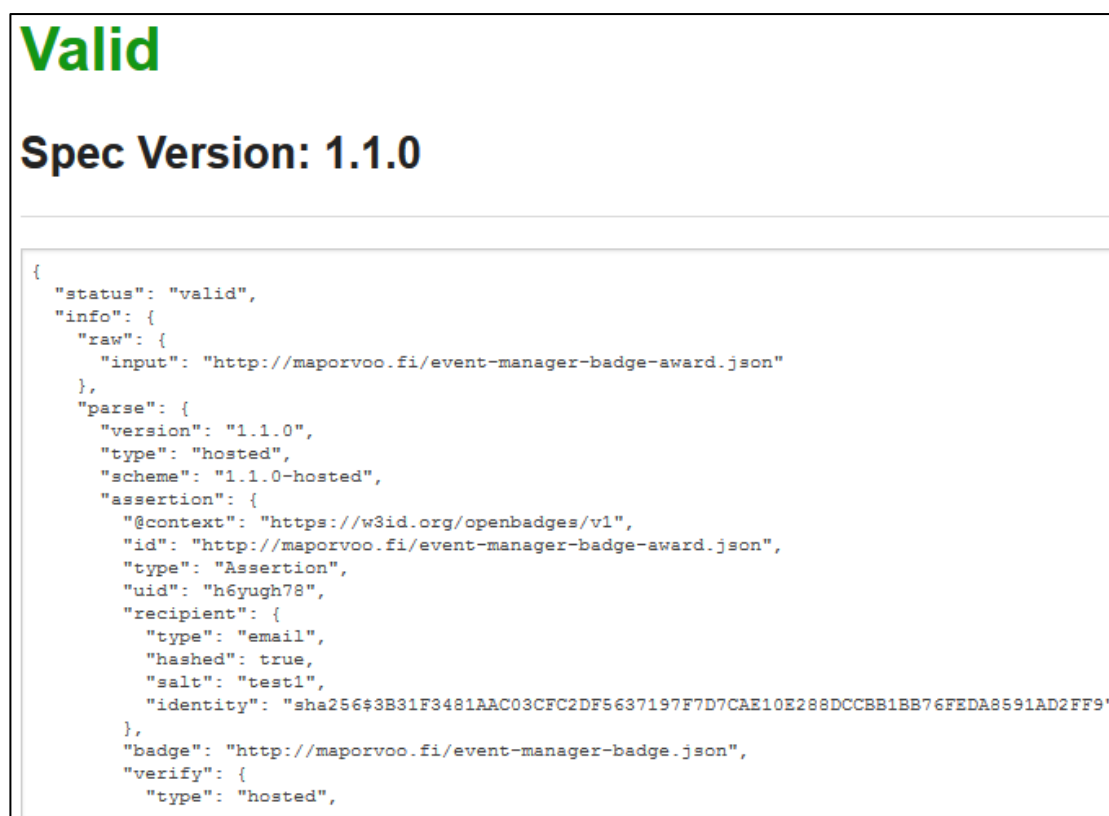 Valid
Spec Version: 1.1.0
{
  "status": "valid",
  "info": {
    "raw": {
      "input": "http://maporvoo.fi/event-manager-badge-award.json"
    },
    "parse": {
      "version": "1.1.0",
      "type": "hosted",
      "scheme": "1.1.0-hosted",
      "assertion": {
        "@context": "https://w3id.org/openbadges/v1",
        "id": "http://maporvoo.fi/event-manager-badge-award.json",
        "type": "Assertion",
        "uid": "h6yugh78",
        "recipient": {
          "type": "email",
          "hashed": true,
          "salt": "test1",
          "identity": "sha256$3B31F3481AAC03CFC2DF5637197F7D7CAE10E288DCCBB1BB76FEDA8591AD2FF9"
        },
        "badge": "http://maporvoo.fi/event-manager-badge.json",
        "verify": {
          "type": "hosted",